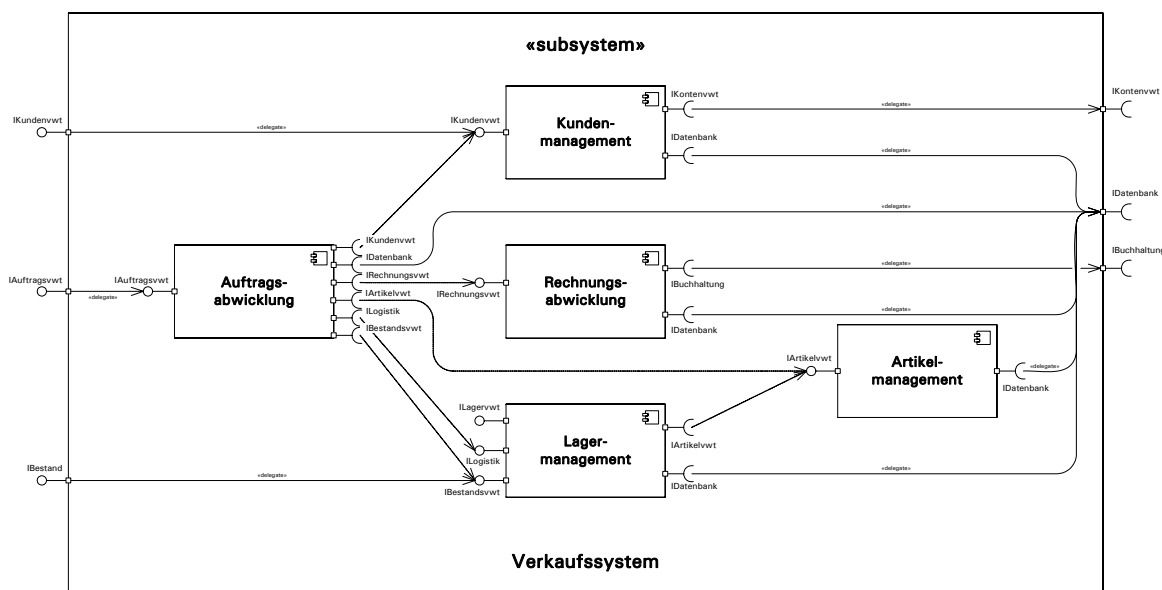 «subsystem»
IKontenvwt
IKontenvwt
«delegate»
IKundenvwt
IKundenvwt
«delegate»
Kunden-
management
IDatenbank
«delegate»
IDatenbank
«delegate»
IKundenvwt
IDatenbank
IBuchhaltung
IAuftragsvwt
IAuftragsvwt
«delegate»
Auftrags-
abwicklung
IRechnungsvwt
IArtikelvwt
ILogistik
IBestandsvwt
IRechnungsvwt
Rechnungs-
abwicklung
«delegate»
IBuchhaltung
«delegate»
IDatenbank
IArtikelvwt
Artikel-
management
«delegate»
IDatenbank
ILagervwt
ILogistik
Lager-
management
IArtikelvwt
IBestand
«delegate»
IBestandsvwt
«delegate»
IDatenbank
Verkaufssystem